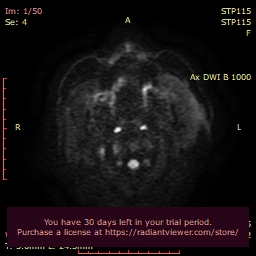 Im: 1/50
Se: 4
STP115
STP115
F
A
Ax DWI B 1000
R
L
You have 30 days left in your trial period.
Purchase a license at https://radiantviewer.com/store/